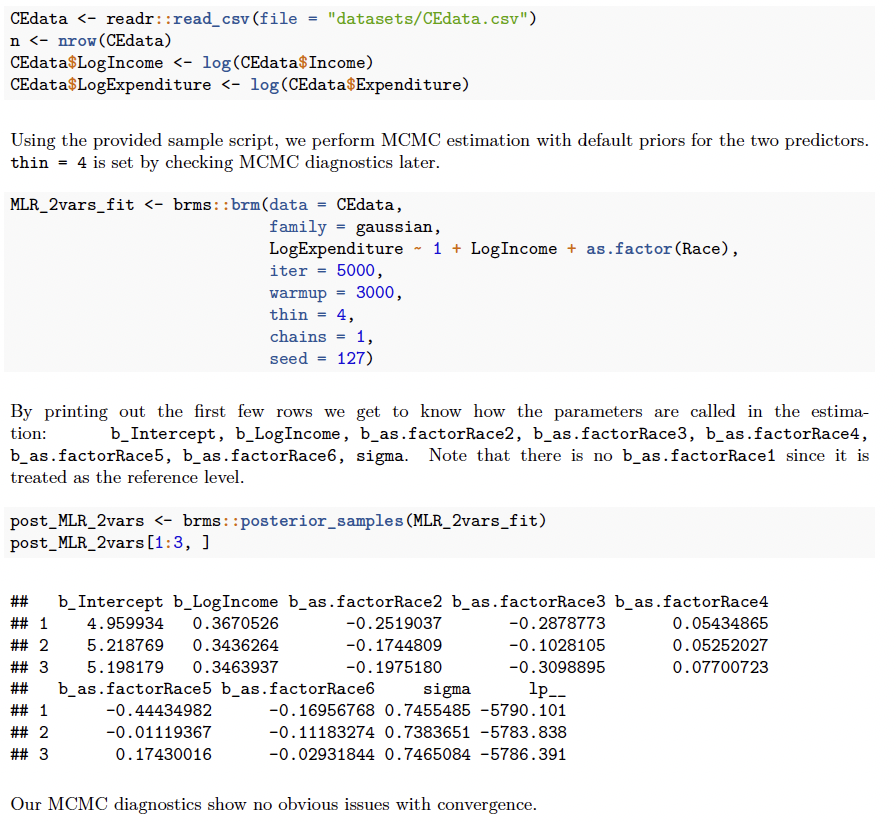 CEdata <- readr::read_csv(file = "datasets/CEdata.csv")
n <- nrow(CEdata)
CEdata$LogIncome <- log(CEdata$Income)
CEdata$LogExpenditure <- log(CEdata$Expenditure)
Using the provided sample script, we perform MCMC estimation with default priors for the two predictors.
thin = 4 is set by checking MCMC diagnostics later.
MLR_2vars_fit <- brms::brm(data = CEdata,
family = gaussian,
LogExpenditure ~ 1 + LogIncome + as.factor(Race),
iter = 5000,
warmup = 3000,
thin = 4,
chains = 1,
seed = 127)
By printing out the first few rows we get to know how the parameters are called in the estima-
tion: b_Intercept, b_LogIncome, b_as.factorRace2, b_as.factorRace3, b_as.factorRace4,
b_as.factorRace5, b_as.factorRace6, sigma. Note that there is no b_as.factorRace1 since it is
treated as the reference level.
post_MLR_2vars <- brms::posterior_samples(MLR_2vars_fit)
post_MLR_2vars[1:3, ]
## b_Intercept b_LogIncome b_as.factorRace2 b_as.factorRace3 b_as.factorRace4
## 1 4.959934 0.3670526 -0.2519037 -0.2878773 0.05434865
## 2 5.218769 0.3436264 -0.1744809 -0.1028105 0.05252027
## 3 5.198179 0.3463937 -0.1975180 -0.3098895 0.07700723
## b_as.factorRace5 b_as.factorRace6 sigma lp__
## 1 -0.44434982 -0.16956768 0.7455485 -5790.101
## 2 -0.01119367 -0.11183274 0.7383651 -5783.838
## 3 0.17430016 -0.02931844 0.7465084 -5786.391
Our MCMC diagnostics show no obvious issues with convergence.